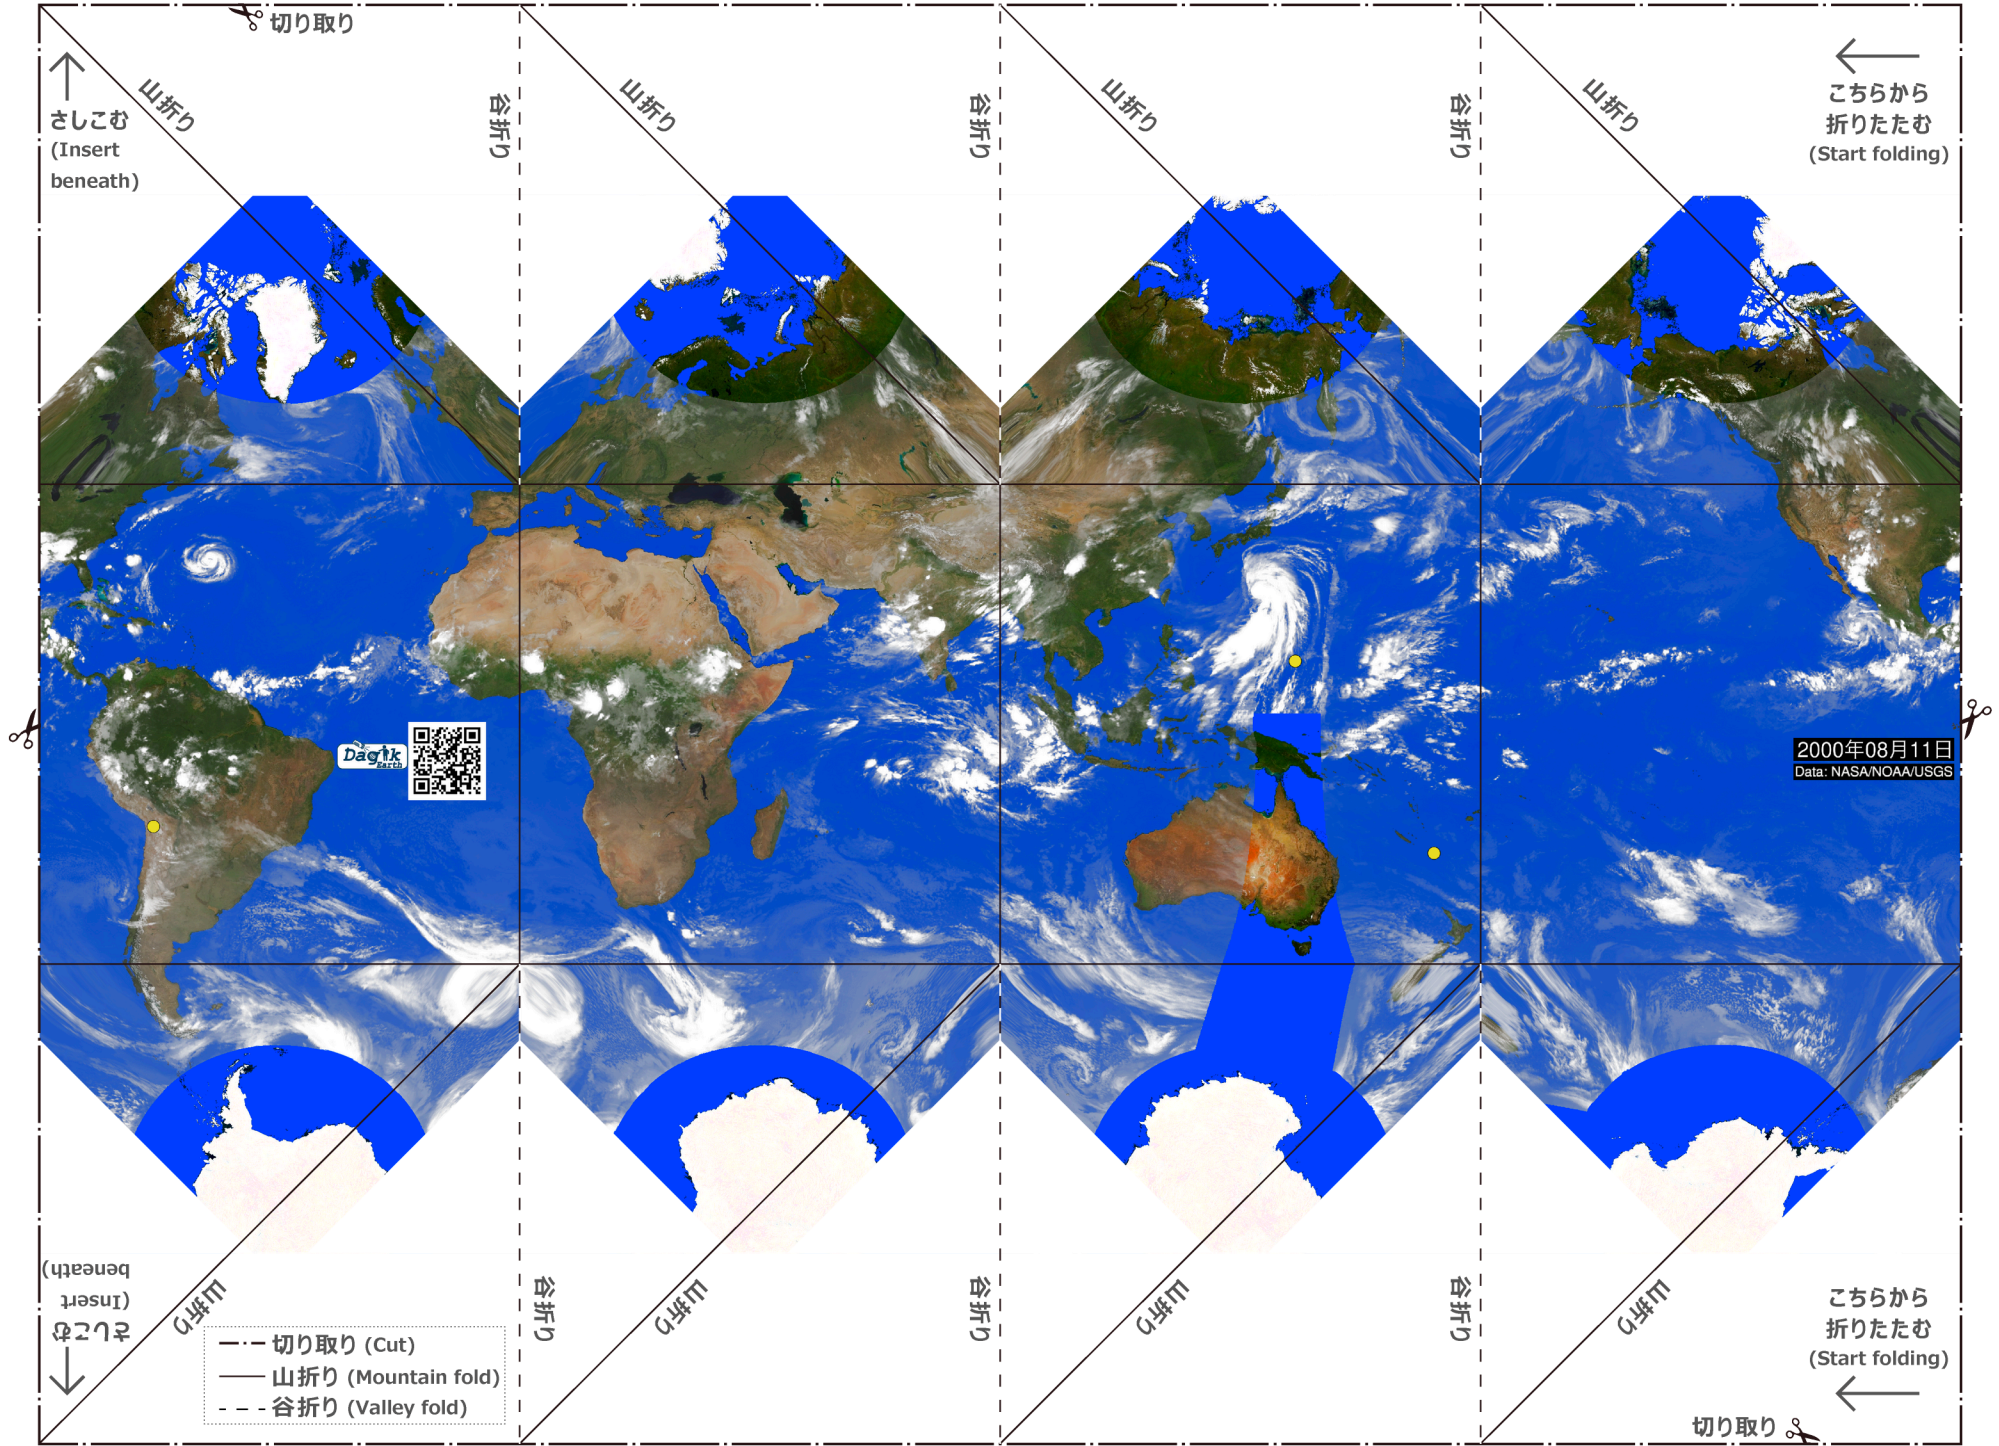 切り取り
さしこむ
(Insert
beneath)
山折り
谷折り
山折り
谷折り
山折り
谷折り
山折り
こちらから
折りたたむ
(Start folding)
Dagik
Earth
2000年08月11日
Data: NASA/NOAA/USGS
さしこむ
(Insert
beneath)
山折り
谷折り
山折り
谷折り
山折り
谷折り
山折り
こちらから
折りたたむ
(Start folding)
切り取り (Cut)
山折り (Mountain fold)
谷折り (Valley fold)
切り取り